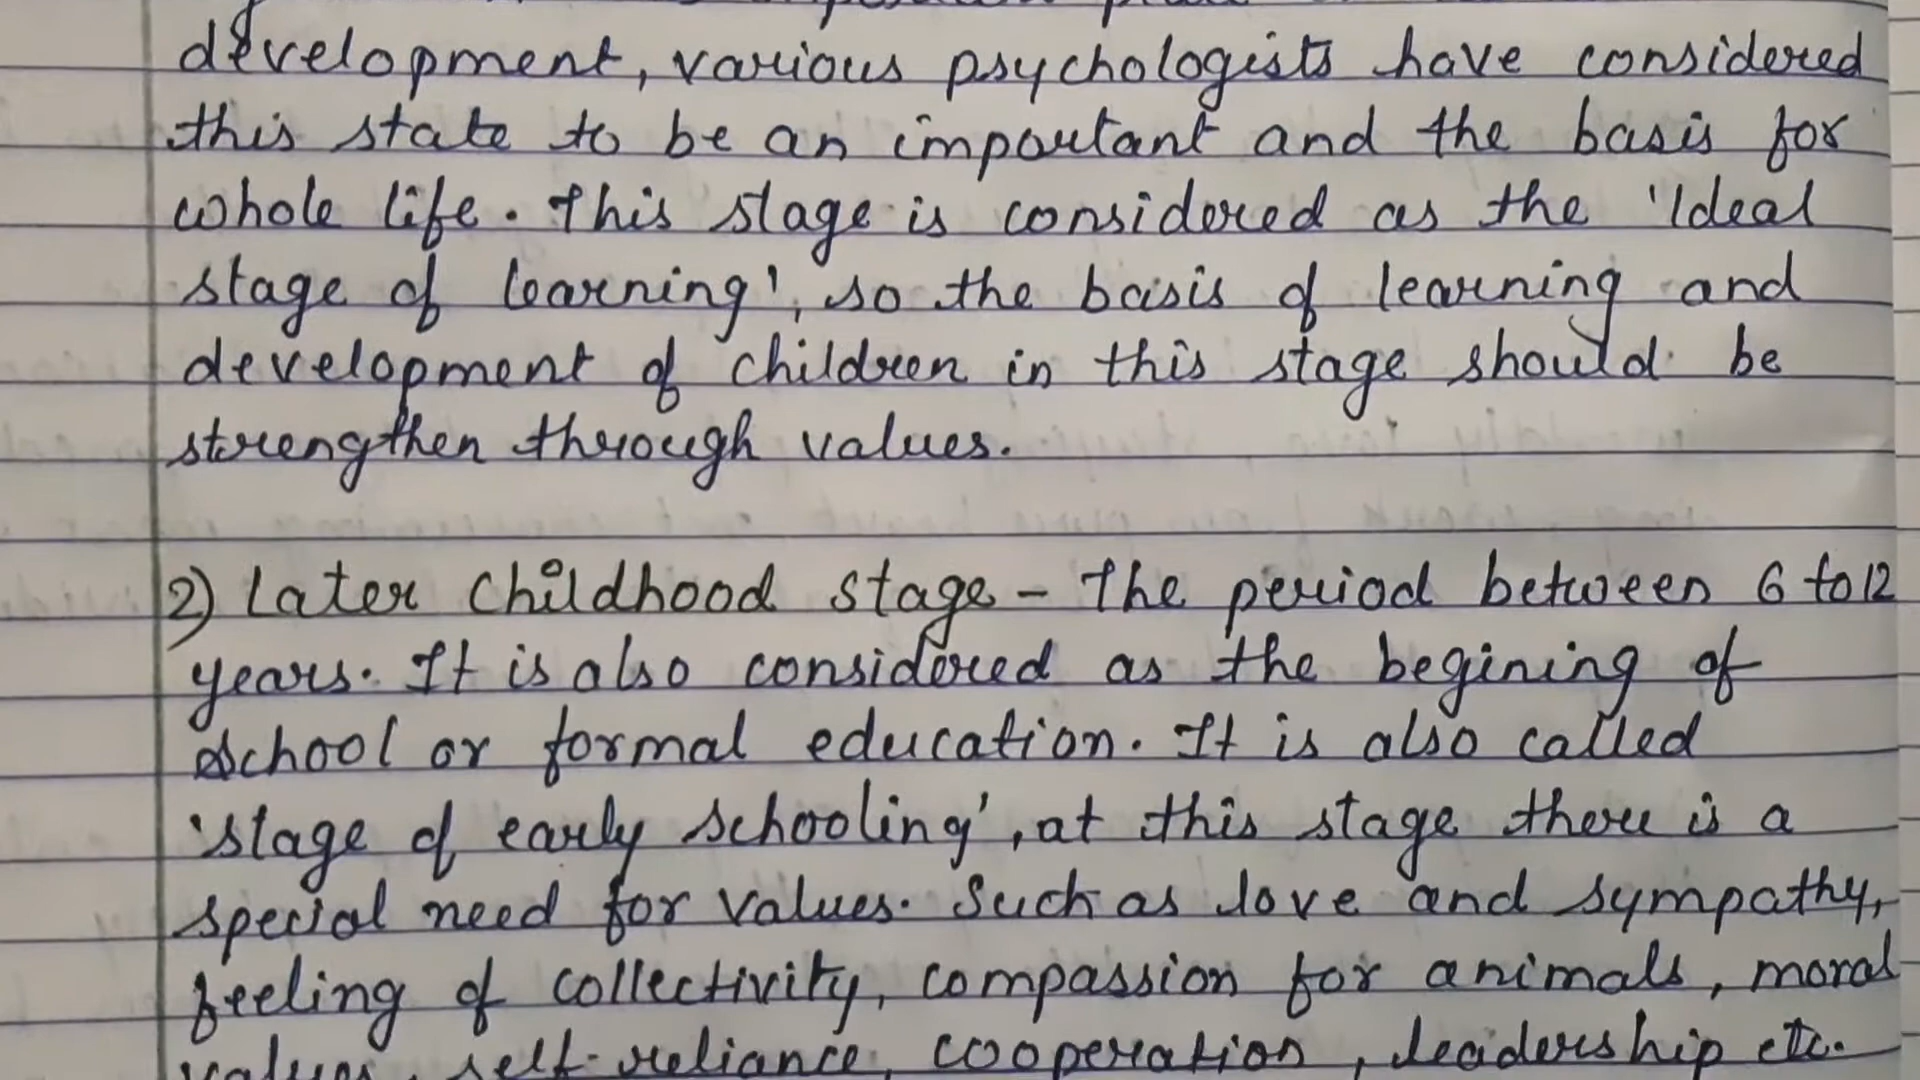 development, various psychologists have considered
this state to be an important and the basis for
whole life. This stage is considered as the 'Ideal
stage of learning', so the basis of learning and
development of children in this stage should be
strengthen through values.
2) Later Childhood stage - The period between 6 to 12
years. It is also considered as the begining of
school or formal education. It is also called
'stage of early schooling', at this stage there is a
special need for values. Such as love and sympathy,
feeling of collectivity, compassion for animals, moral
values, self-reliance, cooperation, leadership etc.